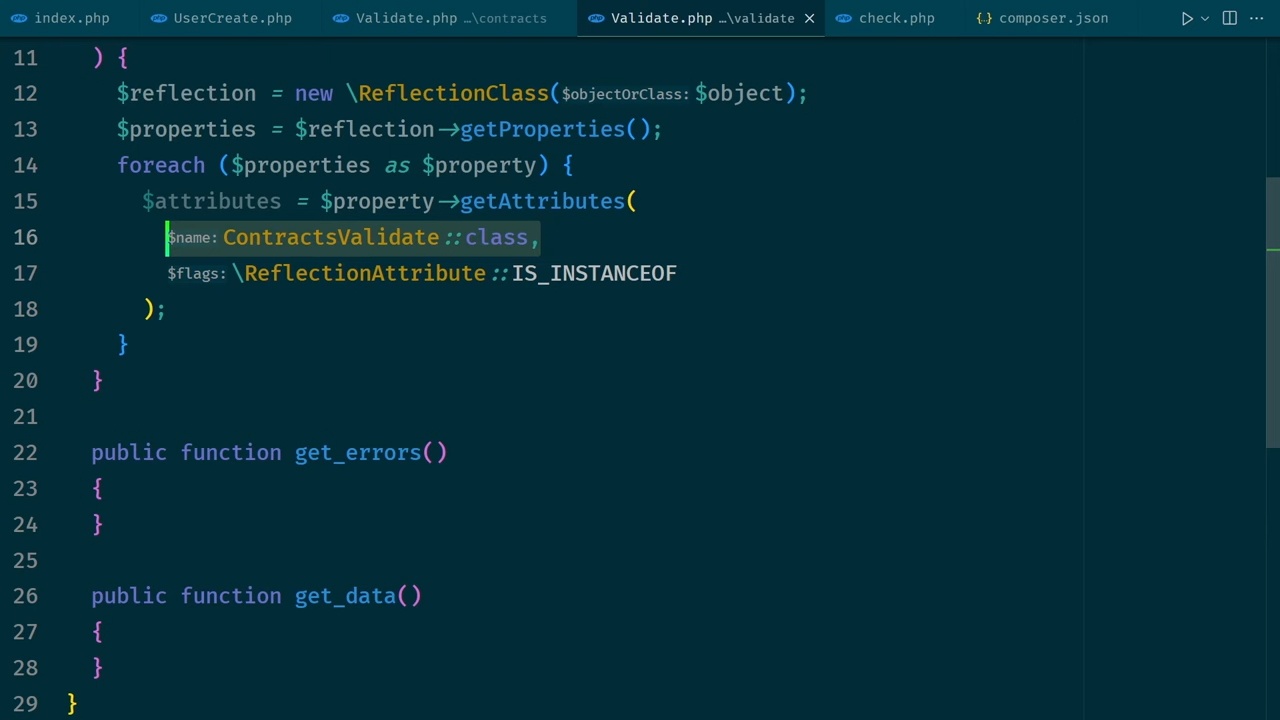 index.php UserCreate.php Validate.php ...\contracts Validate.php ...\validate check.php {..} composer.json
11 ) {
12 $reflection = new \ReflectionClass($objectOrClass: $object);
13 $properties = $reflection->getProperties();
14 foreach ($properties as $property) {
15 $attributes = $property->getAttributes(
16 $name: ContractsValidate::class,
17 $flags: \ReflectionAttribute::IS_INSTANCEOF
18 );
19 }
20 }
21
22 public function get_errors()
23 {
24 }
25
26 public function get_data()
27 {
28 }
29 }